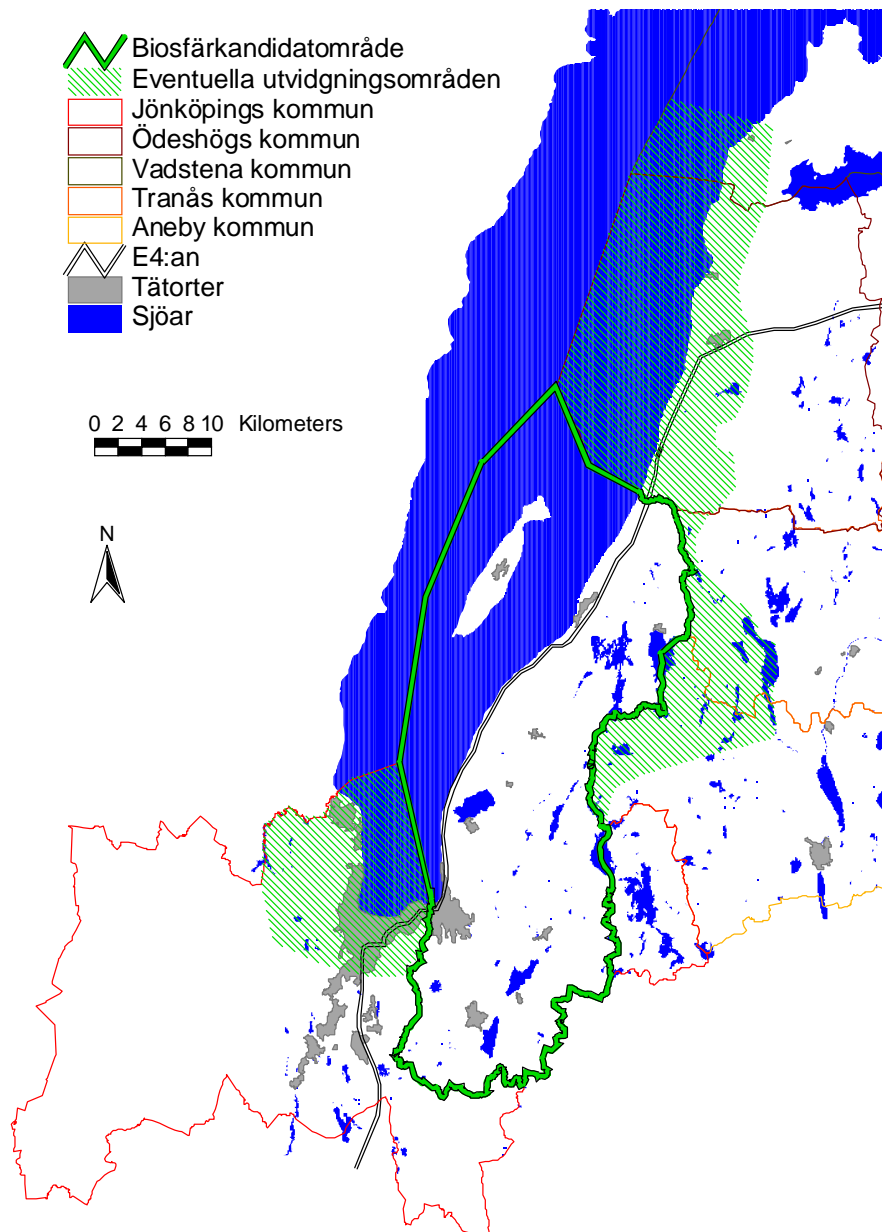 Biosfärkandidatområde
Eventuella utvidgningsområden
Jönköpings kommun
Ödeshögs kommun
Vadstena kommun
Tranås kommun
Aneby kommun
E4:an
Tätorter
Sjöar
0 2 4 6 8 10 Kilometers
N